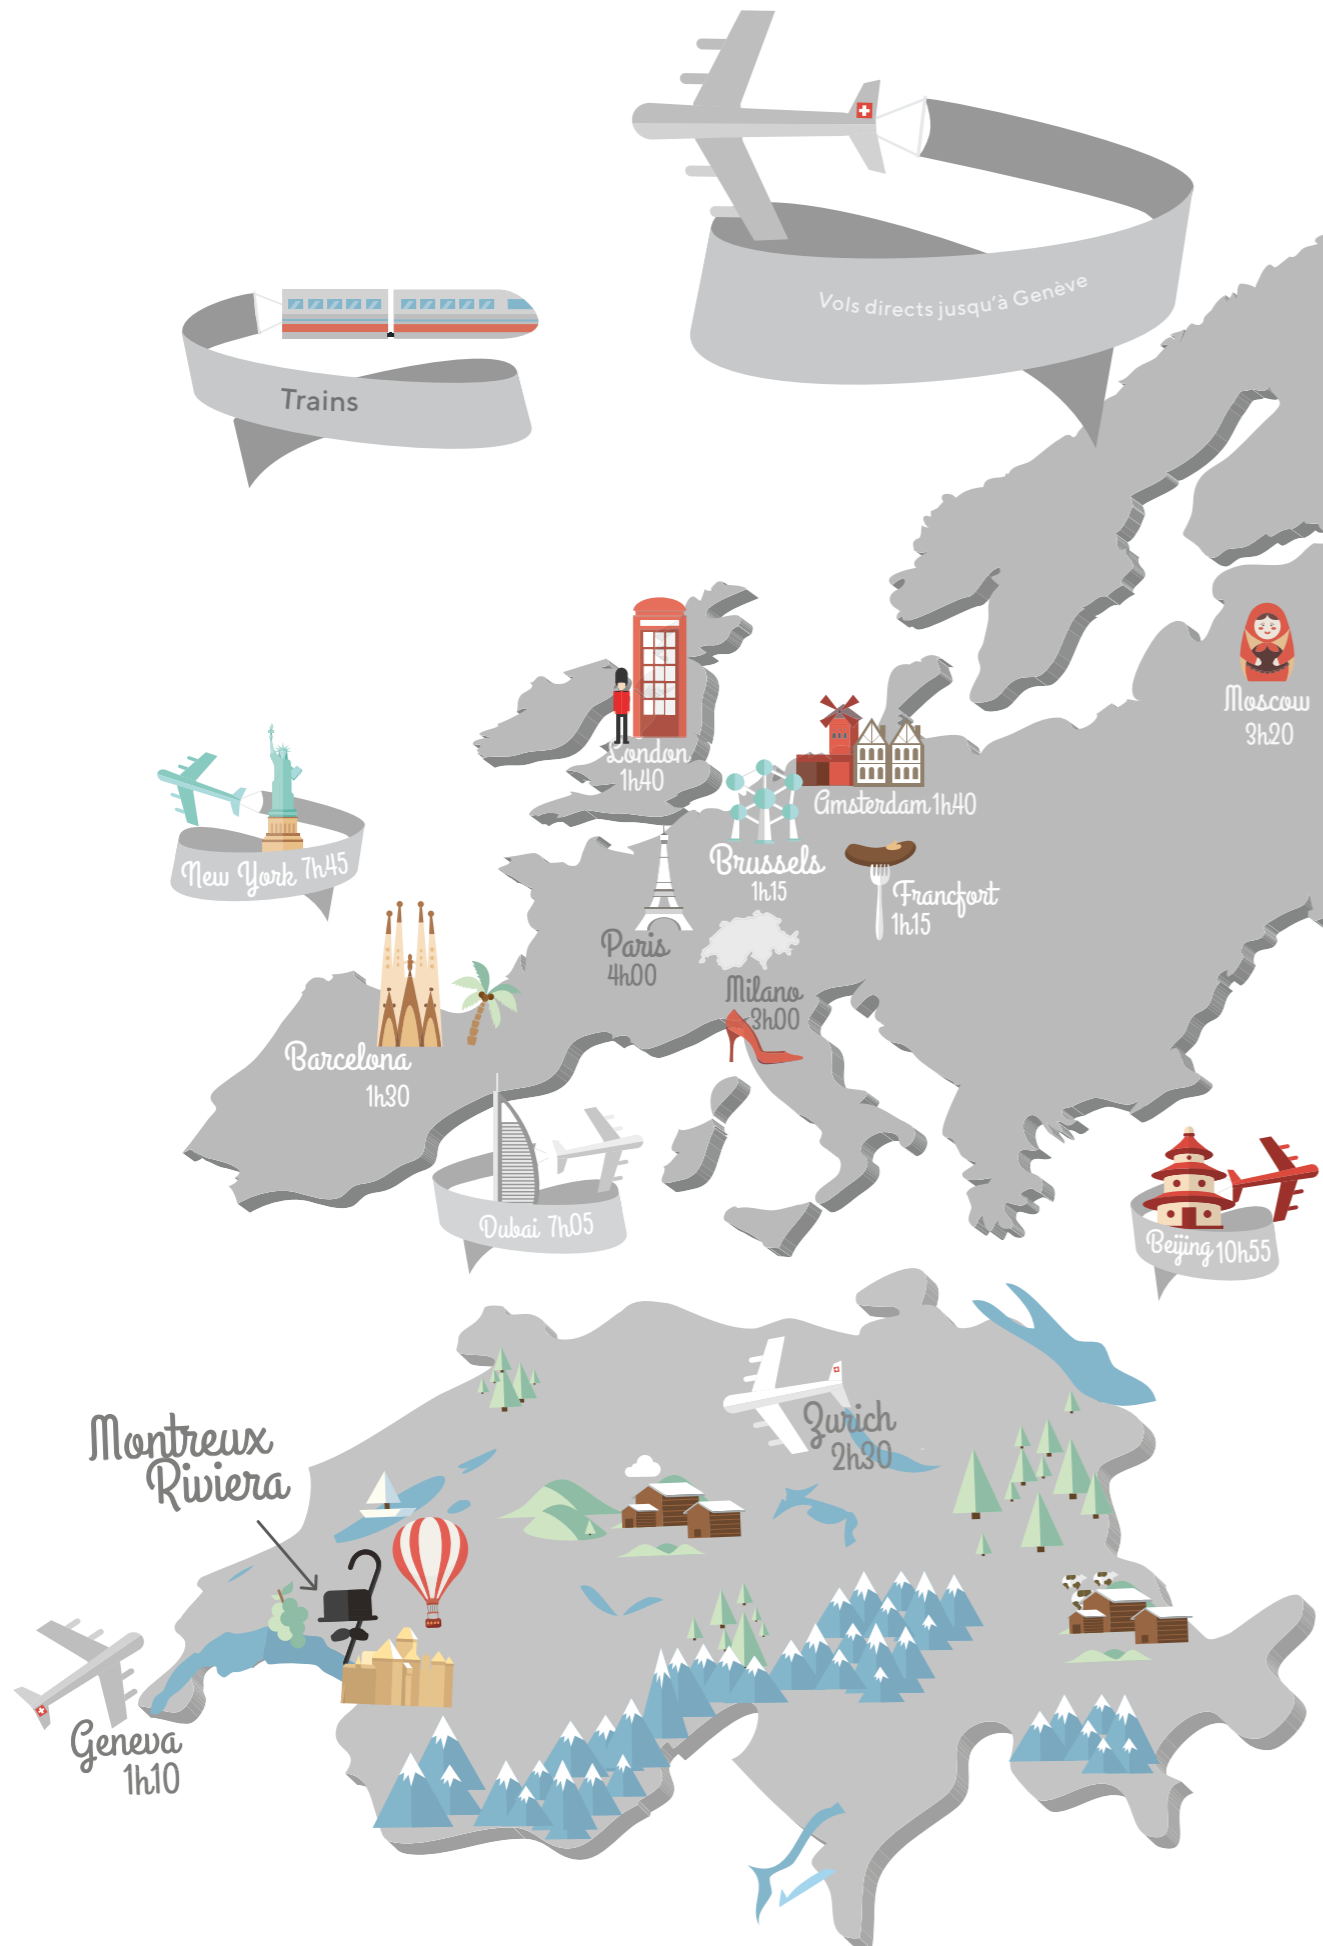 Vols directs jusqu'à Genève
Trains
Moscow
3h20
London
1h40
Amsterdam 1h40
Brussels
1h15
New York 7h45
Francfort
1h15
Paris
4h00
Milano
3h00
Barcelona
1h30
Dubai 7h05
Beijing 10h55
Zurich
2h30
Montreux
Riviera
Geneva
1h10